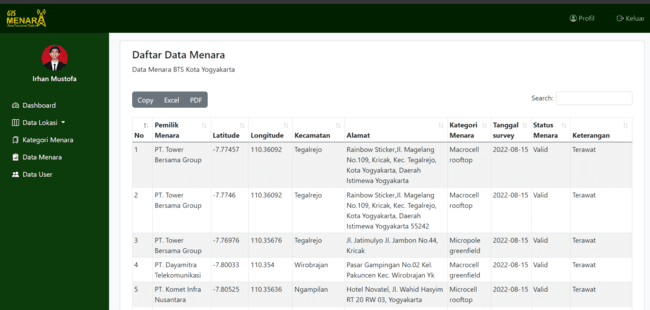 GIS
MENARA
Profil
Keluar
Irhan Mustofa
Dashboard
Data Lokasi
Kategori Menara
Data Menara
Data User
Daftar Data Menara
Data Menara BTS Kota Yogyakarta
Copy Excel PDF
Search:
No Pemilik Menara Latitude Longitude Kecamatan Alamat Kategori Menara Tanggal survey Status Menara Keterangan
1 PT. Tower Bersama Group -7.77457 110.36092 Tegalrejo Rainbow Sticker,Jl. Magelang No.109, Kricak, Kec. Tegalrejo, Kota Yogyakarta, Daerah Istimewa Yogyakarta Macrocell rooftop 2022-08-15 Valid Terawat
2 PT. Tower Bersama Group -7.7746 110.36092 Tegalrejo Rainbow Sticker, Jl. Magelang No.109, Kricak, Kec. Tegalrejo, Kota Yogyakarta, Daerah Istimewa Yogyakarta 55242 Macrocell rooftop 2022-08-15 Valid Terawat
3 PT. Tower Bersama Group -7.76976 110.35676 Tegalrejo Jl. Jatimulyo Jl. Jambon No.44, Kricak Micropole greenfield 2022-08-15 Valid Terawat
4 PT. Dayamitra Telekomunikasi -7.80033 110.354 Wirobrajan Pasar Gampingan No.02 Kel. Pakuncen Kec. Wirobrajan Yk Macrocell greenfield 2022-08-15 Valid Terawat
5 PT. Komet Infra Nusantara -7.80525 110.35636 Ngampilan Hotel Novatel, Jl. Wahid Hasyim RT 20 RW 03, Yogyakarta Microcell rooftop 2022-08-15 Valid Terawat